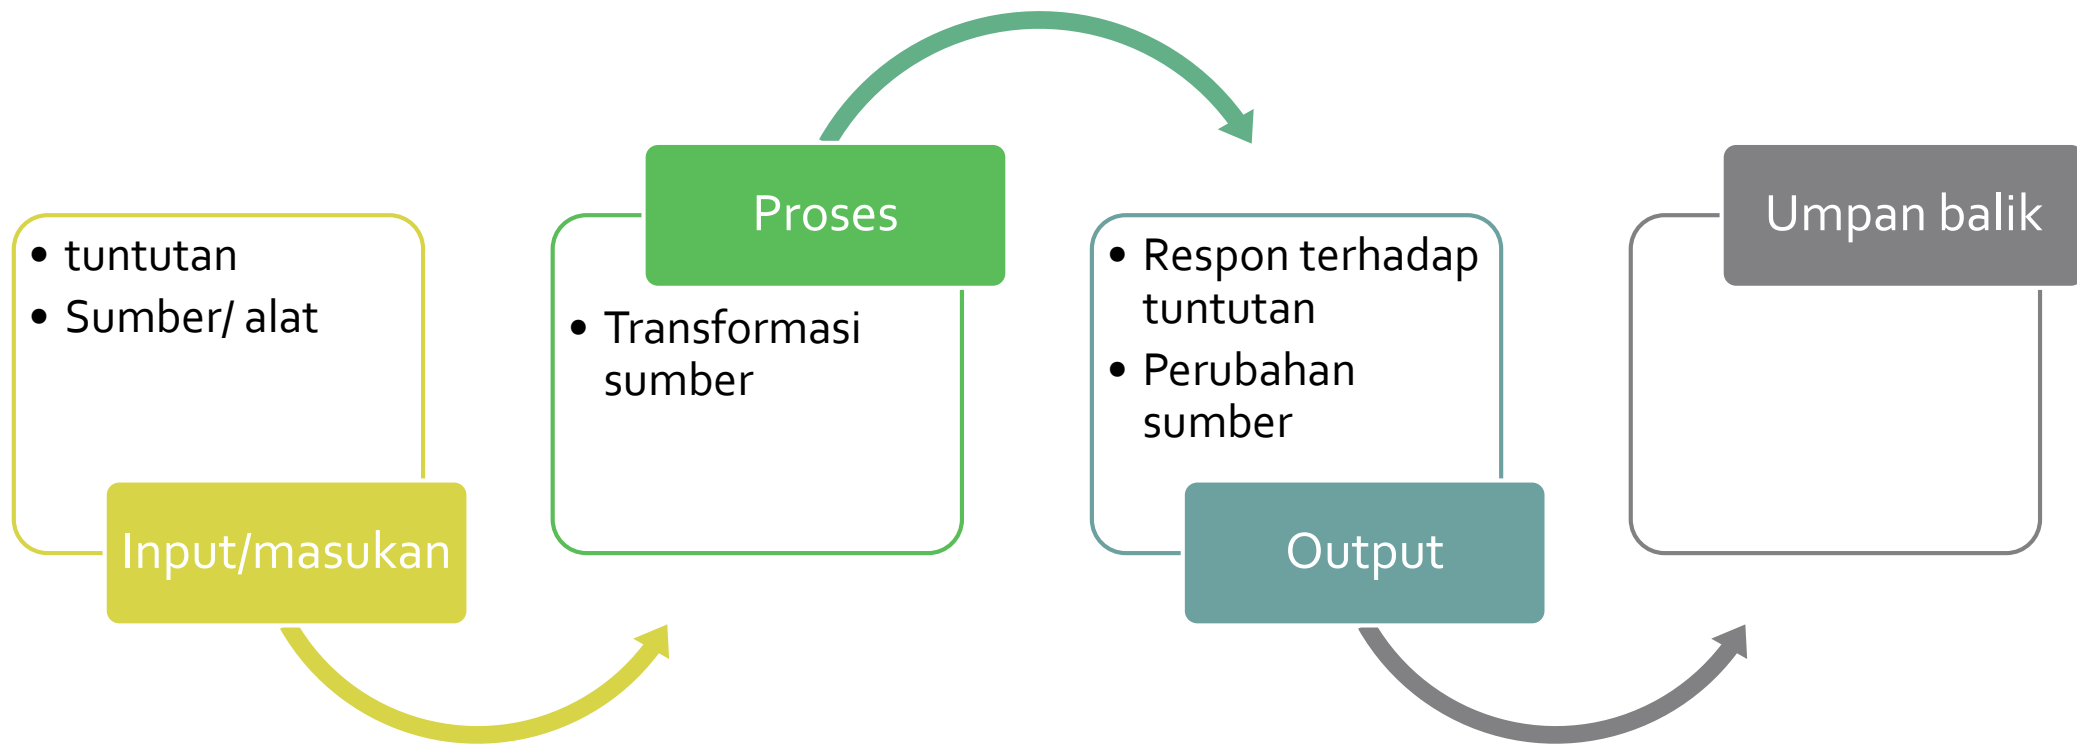 • tuntutan
• Sumber/ alat
Input/masukan
Proses
• Transformasi
sumber
• Respon terhadap
tuntutan
• Perubahan
sumber
Output
Umpan balik